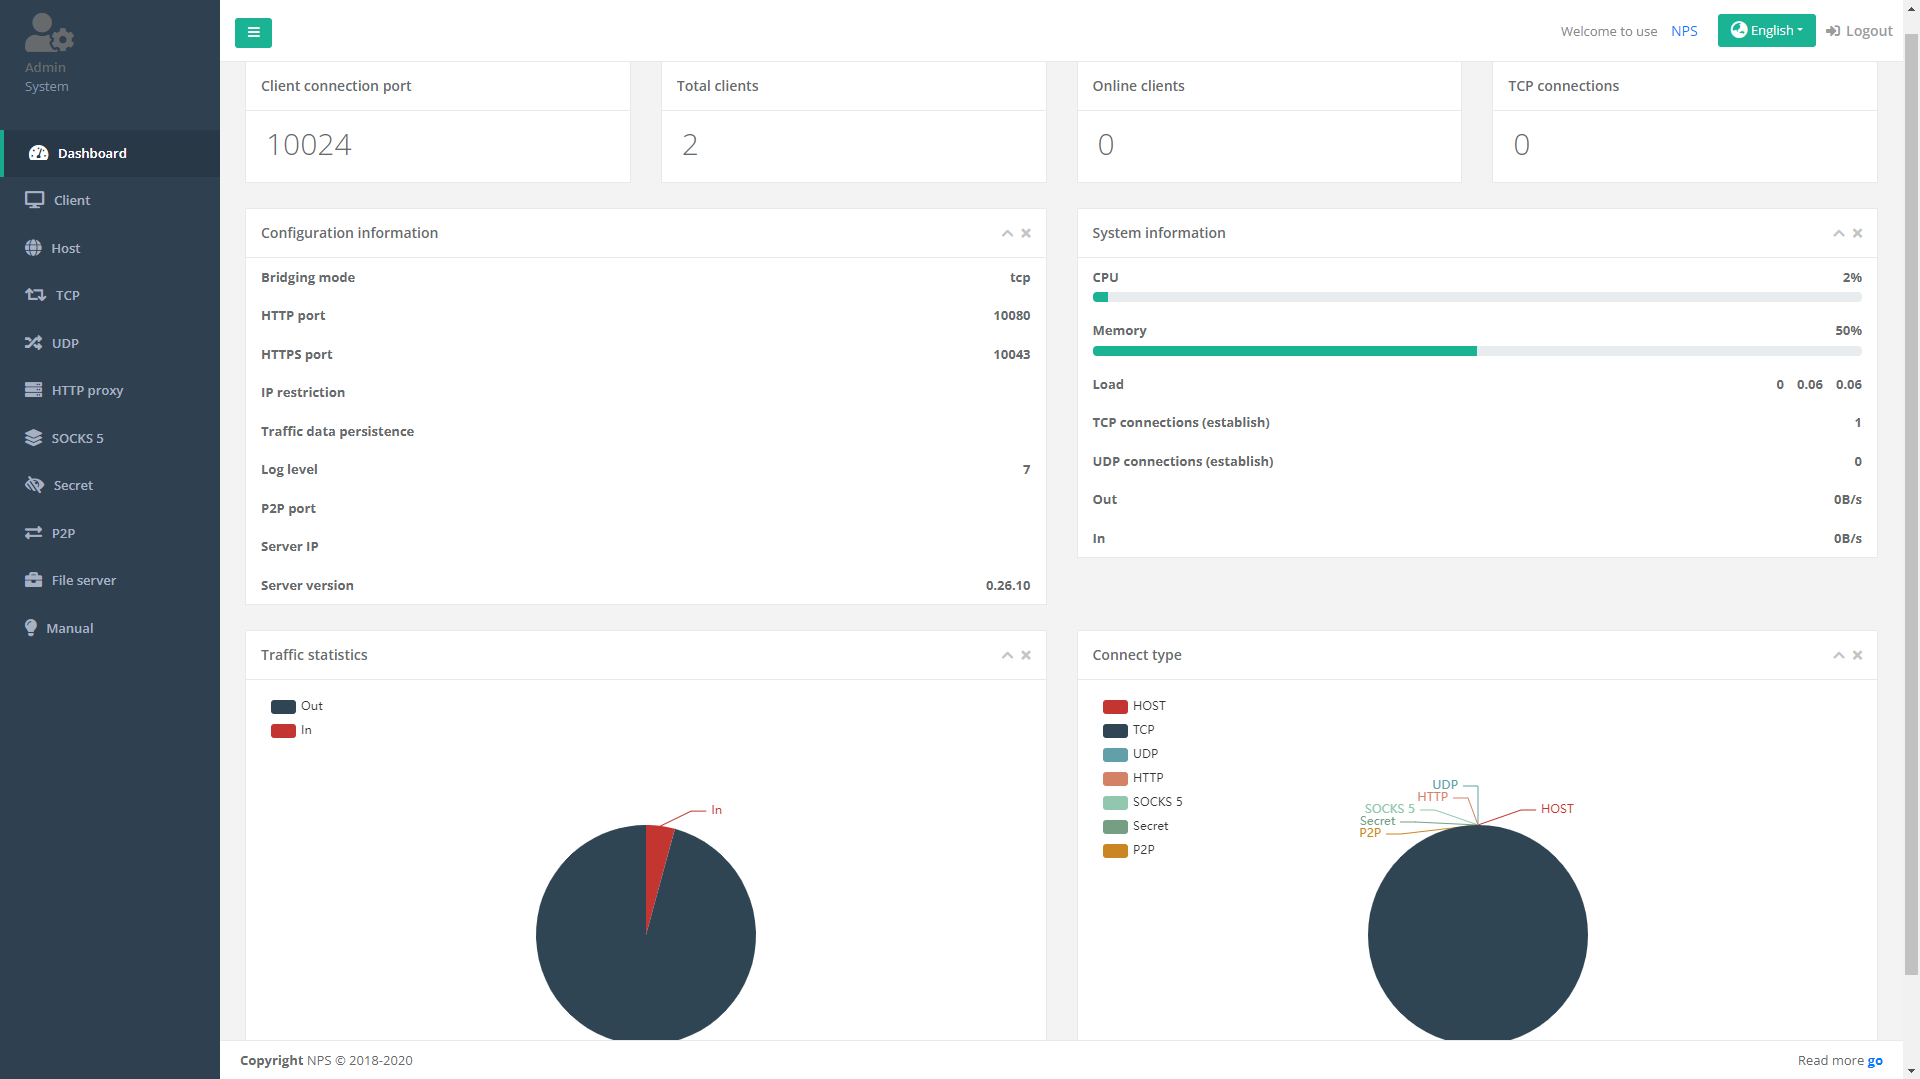 Admin
System
Dashboard
Client
Host
TCP
UDP
HTTP proxy
SOCKS 5
Secret
P2P
File server
Manual
Welcome to use NPS English Logout
Client connection port
10024
Total clients
2
Online clients
0
TCP connections
0
Configuration information
Bridging mode tcp
HTTP port 10080
HTTPS port 10043
IP restriction
Traffic data persistence
Log level 7
P2P port
Server IP
Server version 0.26.10
System information
CPU 2%
Memory 50%
Load 0 0.06 0.06
TCP connections (establish) 1
UDP connections (establish) 0
Out 0B/s
In 0B/s
Traffic statistics
Out
In
In
Connect type
HOST
TCP
UDP
HTTP
SOCKS 5
Secret
P2P
UDP
HTTP
SOCKS 5
HOST
Secret
P2P
Copyright NPS © 2018-2020
Read more go